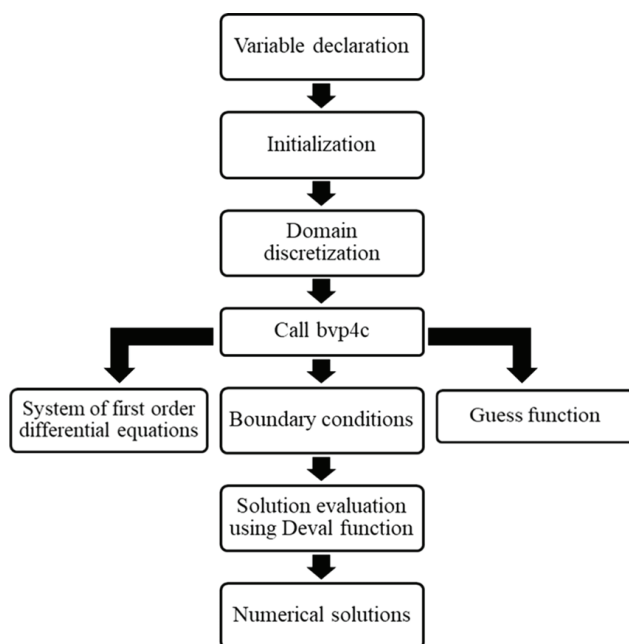 Variable declaration
Initialization
Domain
discretization
Call bvp4c
System of first order
differential equations
Boundary conditions
Guess function
Solution evaluation
using Deval function
Numerical solutions